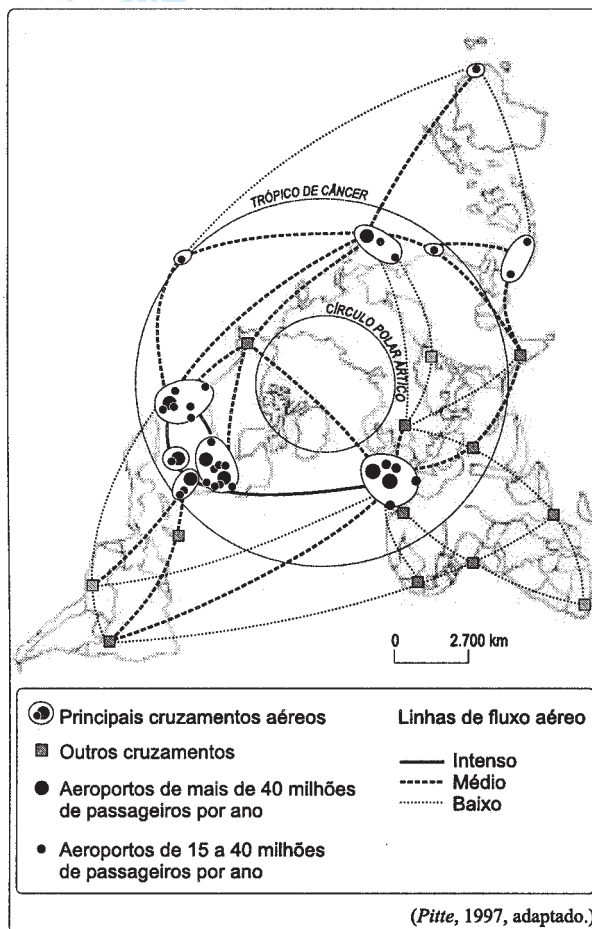 TRÓPICO DE CÂNCER
CÍRCULO POLAR ÁRTICO
0 2.700 km
Principais cruzamentos aéreos
Outros cruzamentos
Aeroportos de mais de 40 milhões
de passageiros por ano
Aeroportos de 15 a 40 milhões
de passageiros por ano
Linhas de fluxo aéreo
Intenso
Médio
Baixo
(Pitte, 1997, adaptado.)